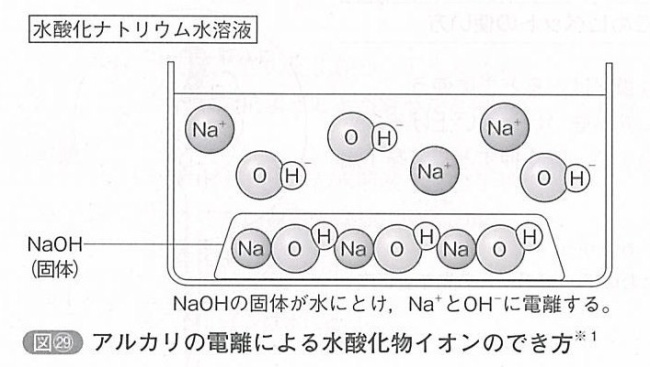 水酸化ナトリウム水溶液
Na⁺
O H⁻
Na⁺
O H⁻
Na⁺
O H⁻
NaOH
(固体)
Na O H Na O H Na O H
NaOHの固体が水にとけ，Na⁺とOH⁻に電離する。
図29 アルカリの電離による水酸化物イオンのでき方※1